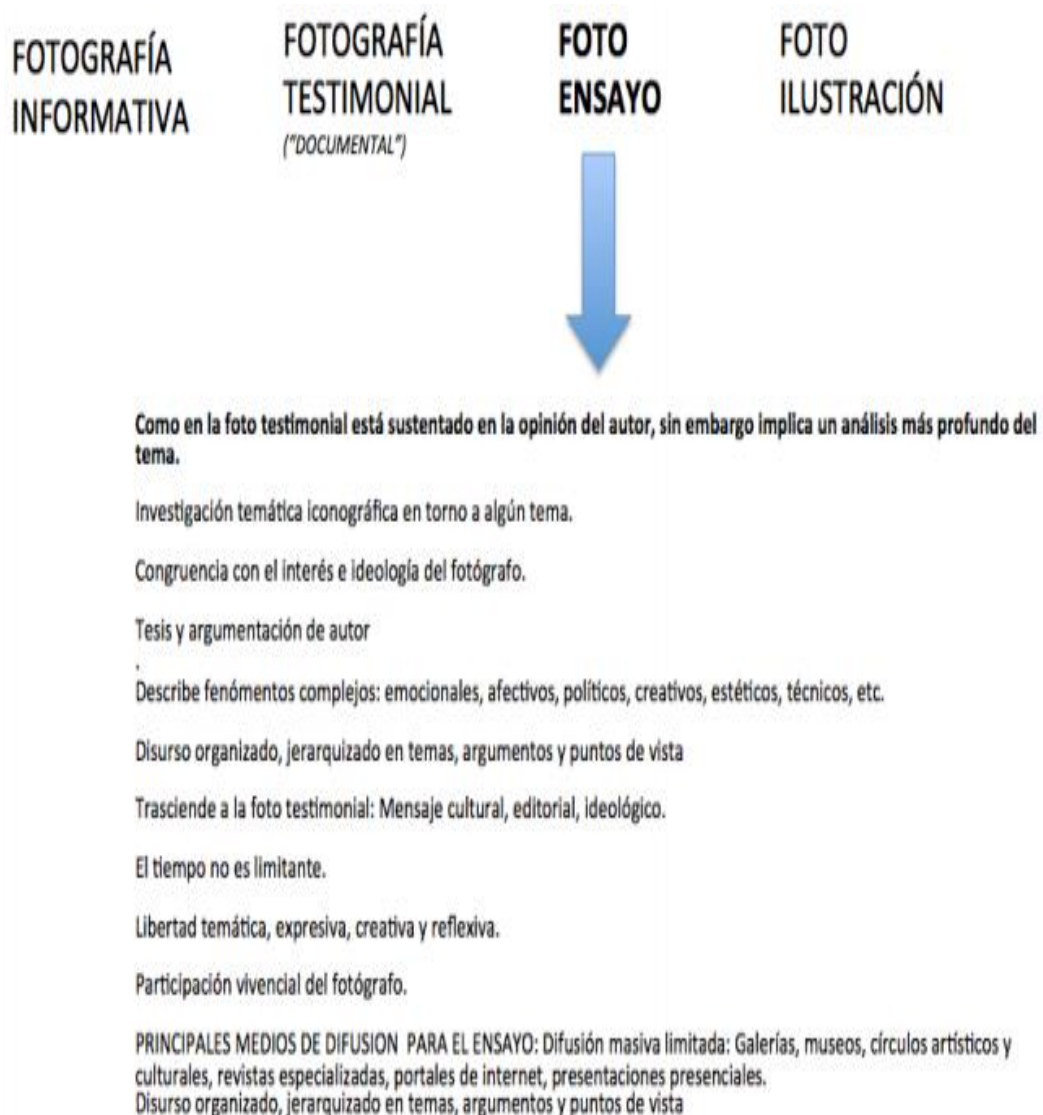 FOTOGRAFÍA
INFORMATIVA
FOTOGRAFÍA
TESTIMONIAL
("DOCUMENTAL")
FOTO
ENSAYO
FOTO
ILUSTRACIÓN
Como en la foto testimonial está sustentado en la opinión del autor, sin embargo implica un análisis más profundo del
tema.
Investigación temática iconográfica en torno a algún tema.
Congruencia con el interés e ideología del fotógrafo.
Tesis y argumentación de autor
.
Describe fenómentos complejos: emocionales, afectivos, políticos, creativos, estéticos, técnicos, etc.
Disurso organizado, jerarquizado en temas, argumentos y puntos de vista
Trasciende a la foto testimonial: Mensaje cultural, editorial, ideológico.
El tiempo no es limitante.
Libertad temática, expresiva, creativa y reflexiva.
Participación vivencial del fotógrafo.
PRINCIPALES MEDIOS DE DIFUSION PARA EL ENSAYO: Difusión masiva limitada: Galerías, museos, círculos artísticos y
culturales, revistas especializadas, portales de internet, presentaciones presenciales.
Disurso organizado, jerarquizado en temas, argumentos y puntos de vista